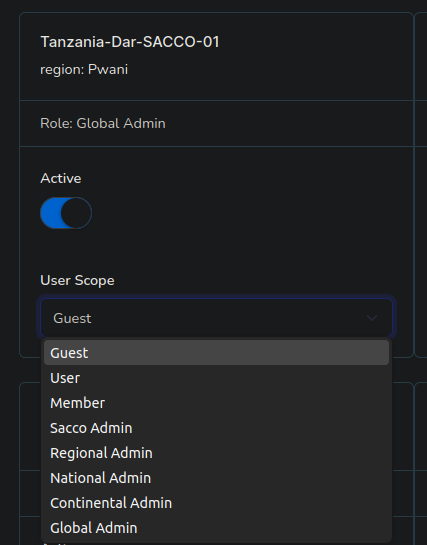 Tanzania-Dar-SACCO-01
region: Pwani
Role: Global Admin
Active
User Scope
Guest
Guest
User
Member
Sacco Admin
Regional Admin
National Admin
Continental Admin
Global Admin